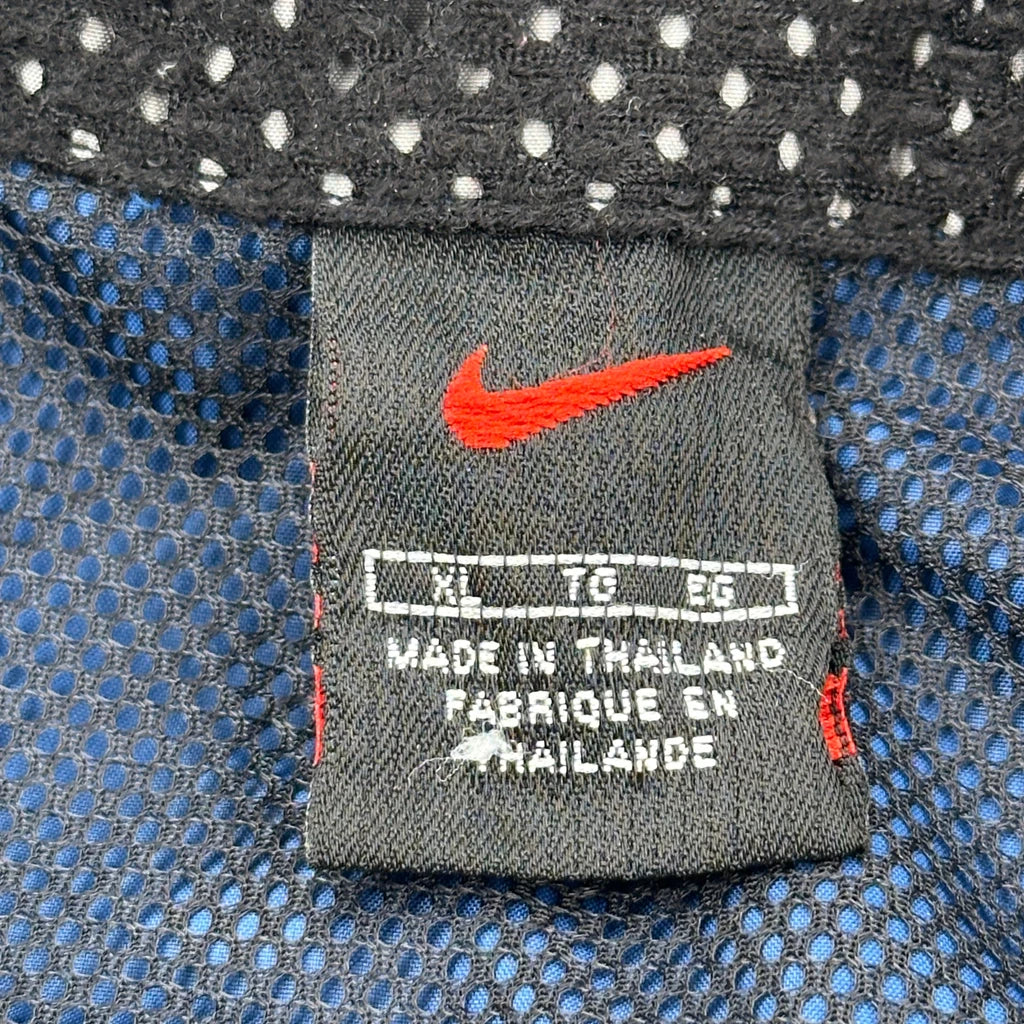 XL TG EG
MADE IN THAILAND
FABRIQUE EN
THAILANDE